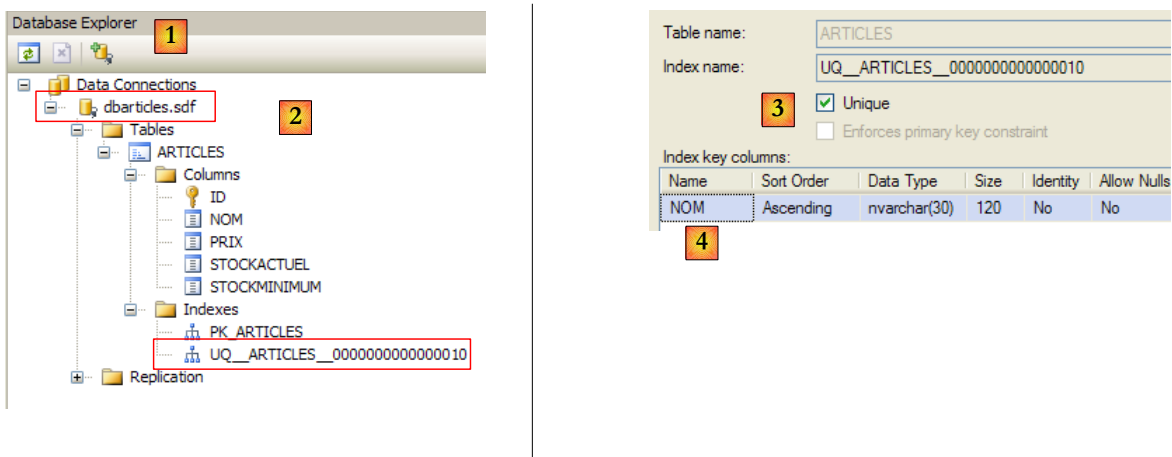 Database Explorer
1
Data Connections
dbarticles.sdf
2
Tables
ARTICLES
Columns
ID
NOM
PRIX
STOCKACTUEL
STOCKMINIMUM
Indexes
PK_ARTICLES
UQ__ARTICLES__0000000000000010
Replication
Table name: ARTICLES
Index name: UQ__ARTICLES__0000000000000010
3 Unique
Enforces primary key constraint
Index key columns:
Name Sort Order Data Type Size Identity Allow Nulls
NOM Ascending nvarchar(30) 120 No No
4